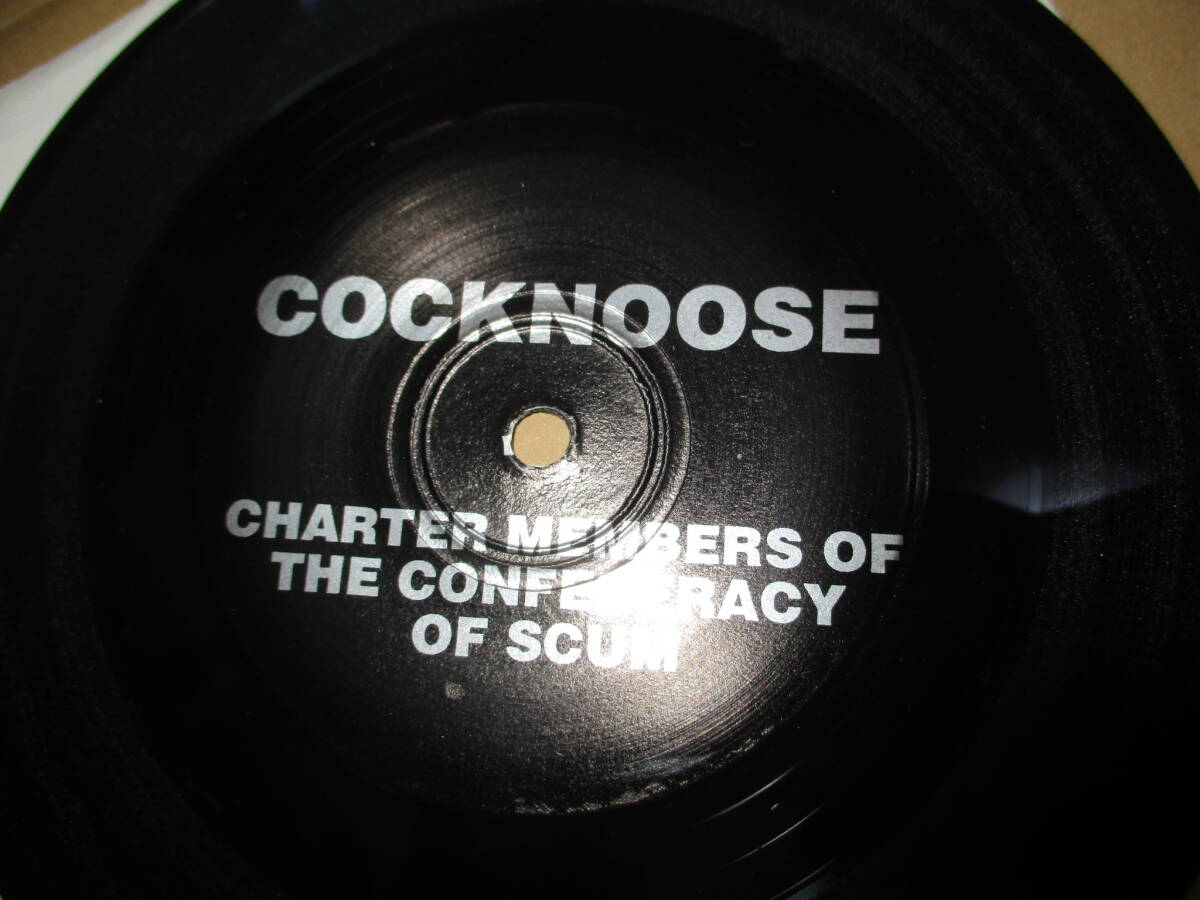 COCKNOOSE
CHARTER MEMBERS OF
THE CONFEDERACY
OF SCUM